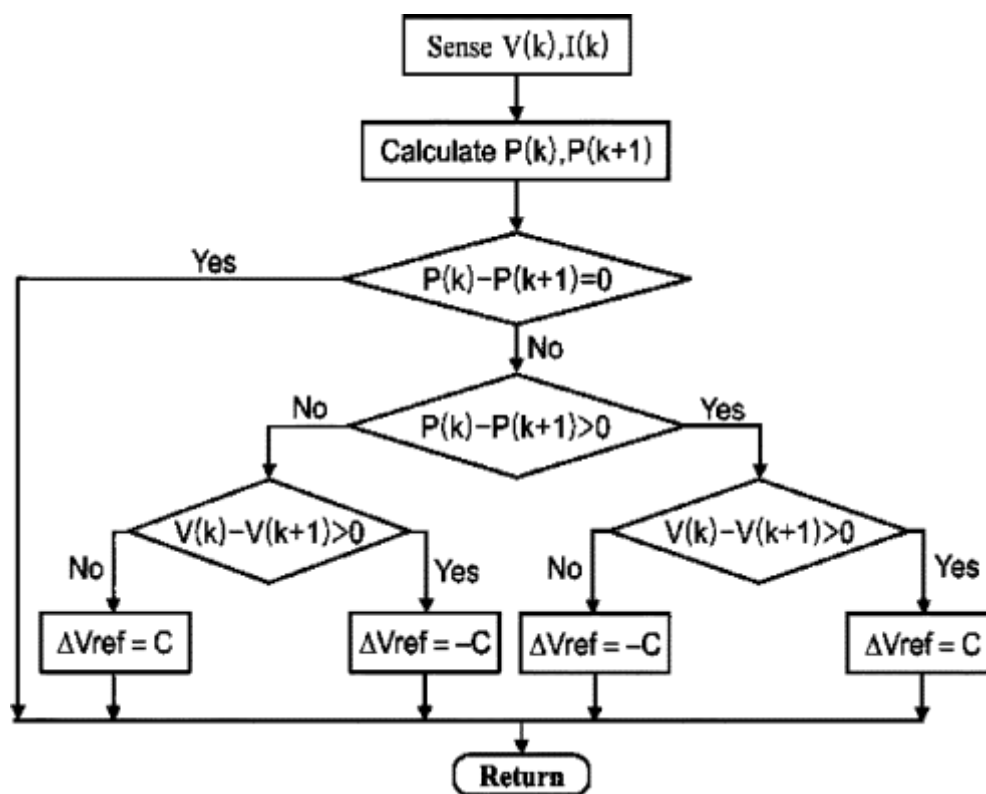 Sense V(k),I(k)
Calculate P(k),P(k+1)
P(k)−P(k+1)=0
Yes
No
P(k)−P(k+1)>0
No
Yes
V(k)−V(k+1)>0
V(k)−V(k+1)>0
No
Yes
No
Yes
ΔVref = C
ΔVref = −C
ΔVref = −C
ΔVref = C
Return